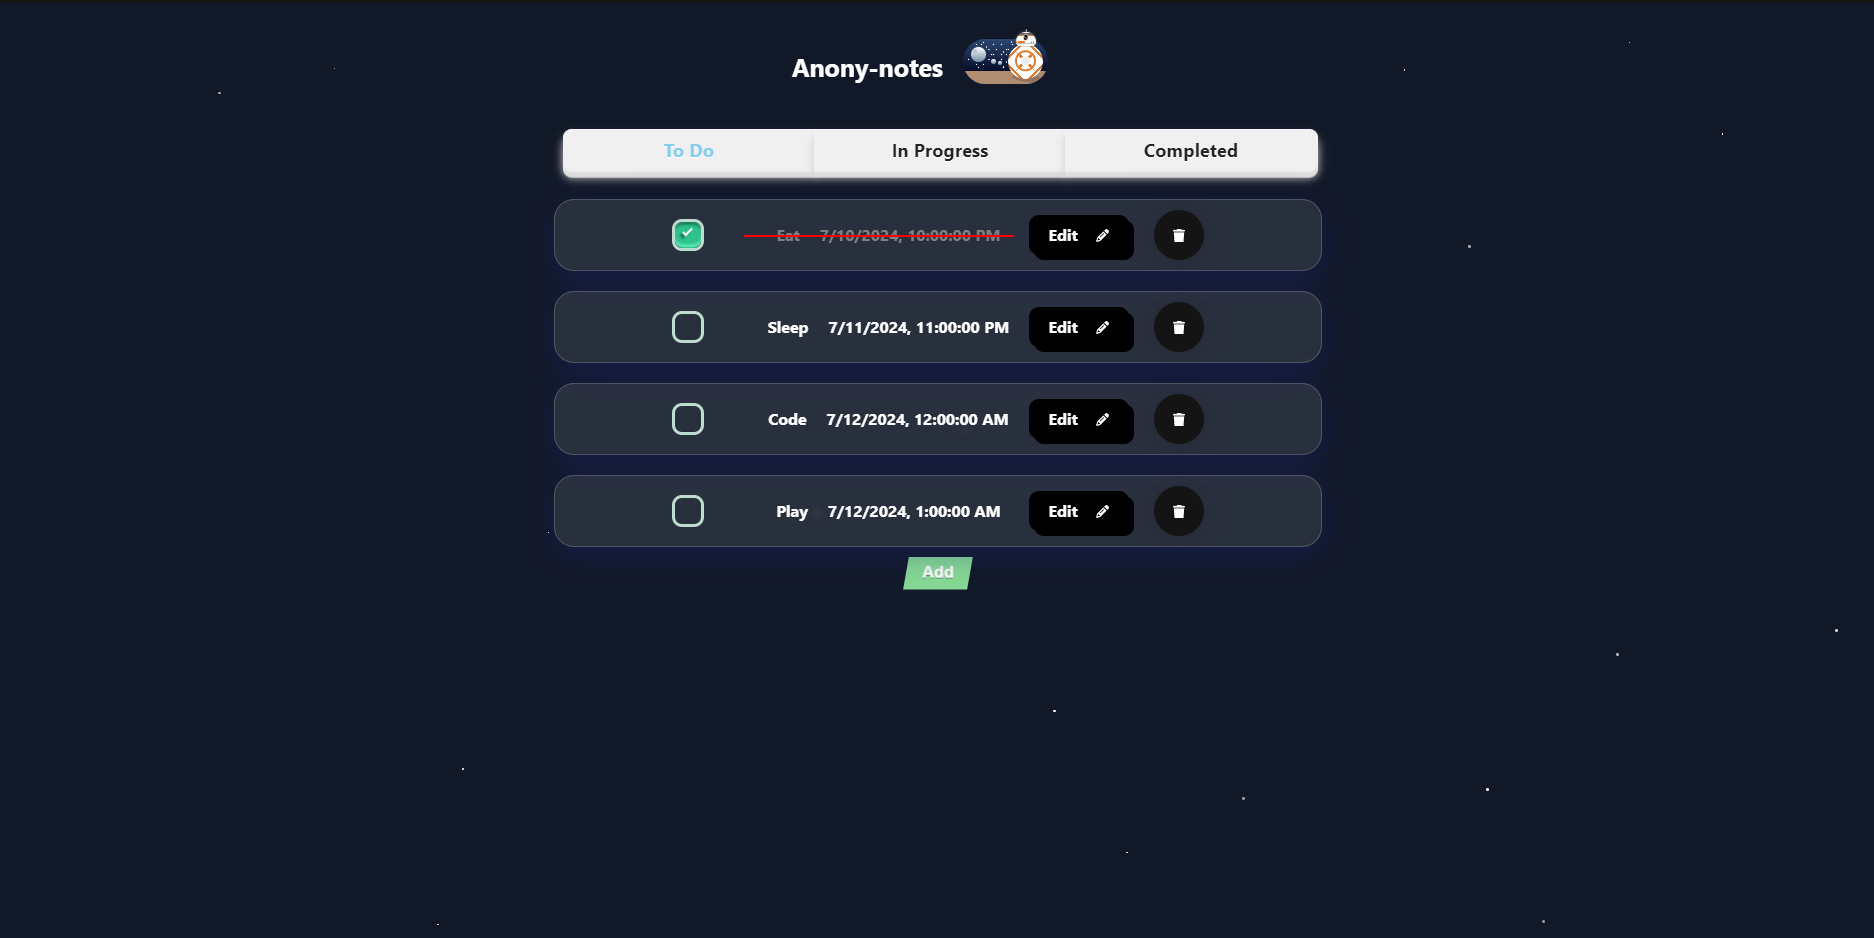 Anony-notes
To Do In Progress Completed
Eat 7/10/2024, 10:00:00 PM Edit
Sleep 7/11/2024, 11:00:00 PM Edit
Code 7/12/2024, 12:00:00 AM Edit
Play 7/12/2024, 1:00:00 AM Edit
Add